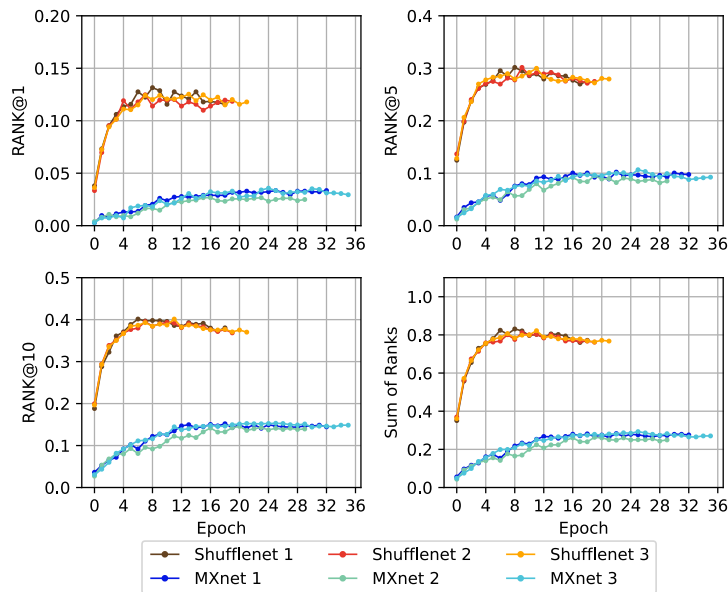 0.20
0.15
0.10
0.05
0.00
RANK@1
0 4 8 12 16 20 24 28 32 36
0.4
0.3
0.2
0.1
0.0
RANK@5
0 4 8 12 16 20 24 28 32 36
0.5
0.4
0.3
0.2
0.1
0.0
RANK@10
0 4 8 12 16 20 24 28 32 36
Epoch
1.0
0.8
0.6
0.4
0.2
0.0
Sum of Ranks
0 4 8 12 16 20 24 28 32 36
Epoch
Shufflenet 1 Shufflenet 2 Shufflenet 3
MXnet 1 MXnet 2 MXnet 3